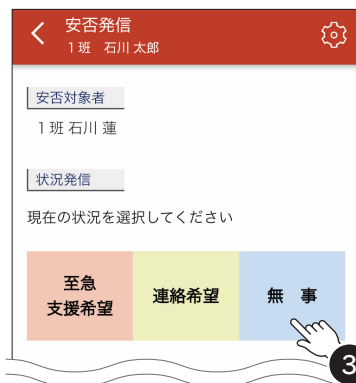 安否発信
1班 石川 太郎
安否対象者
1班 石川 蓮
状況発信
現在の状況を選択してください
至急
支援希望
連絡希望
無 事
3